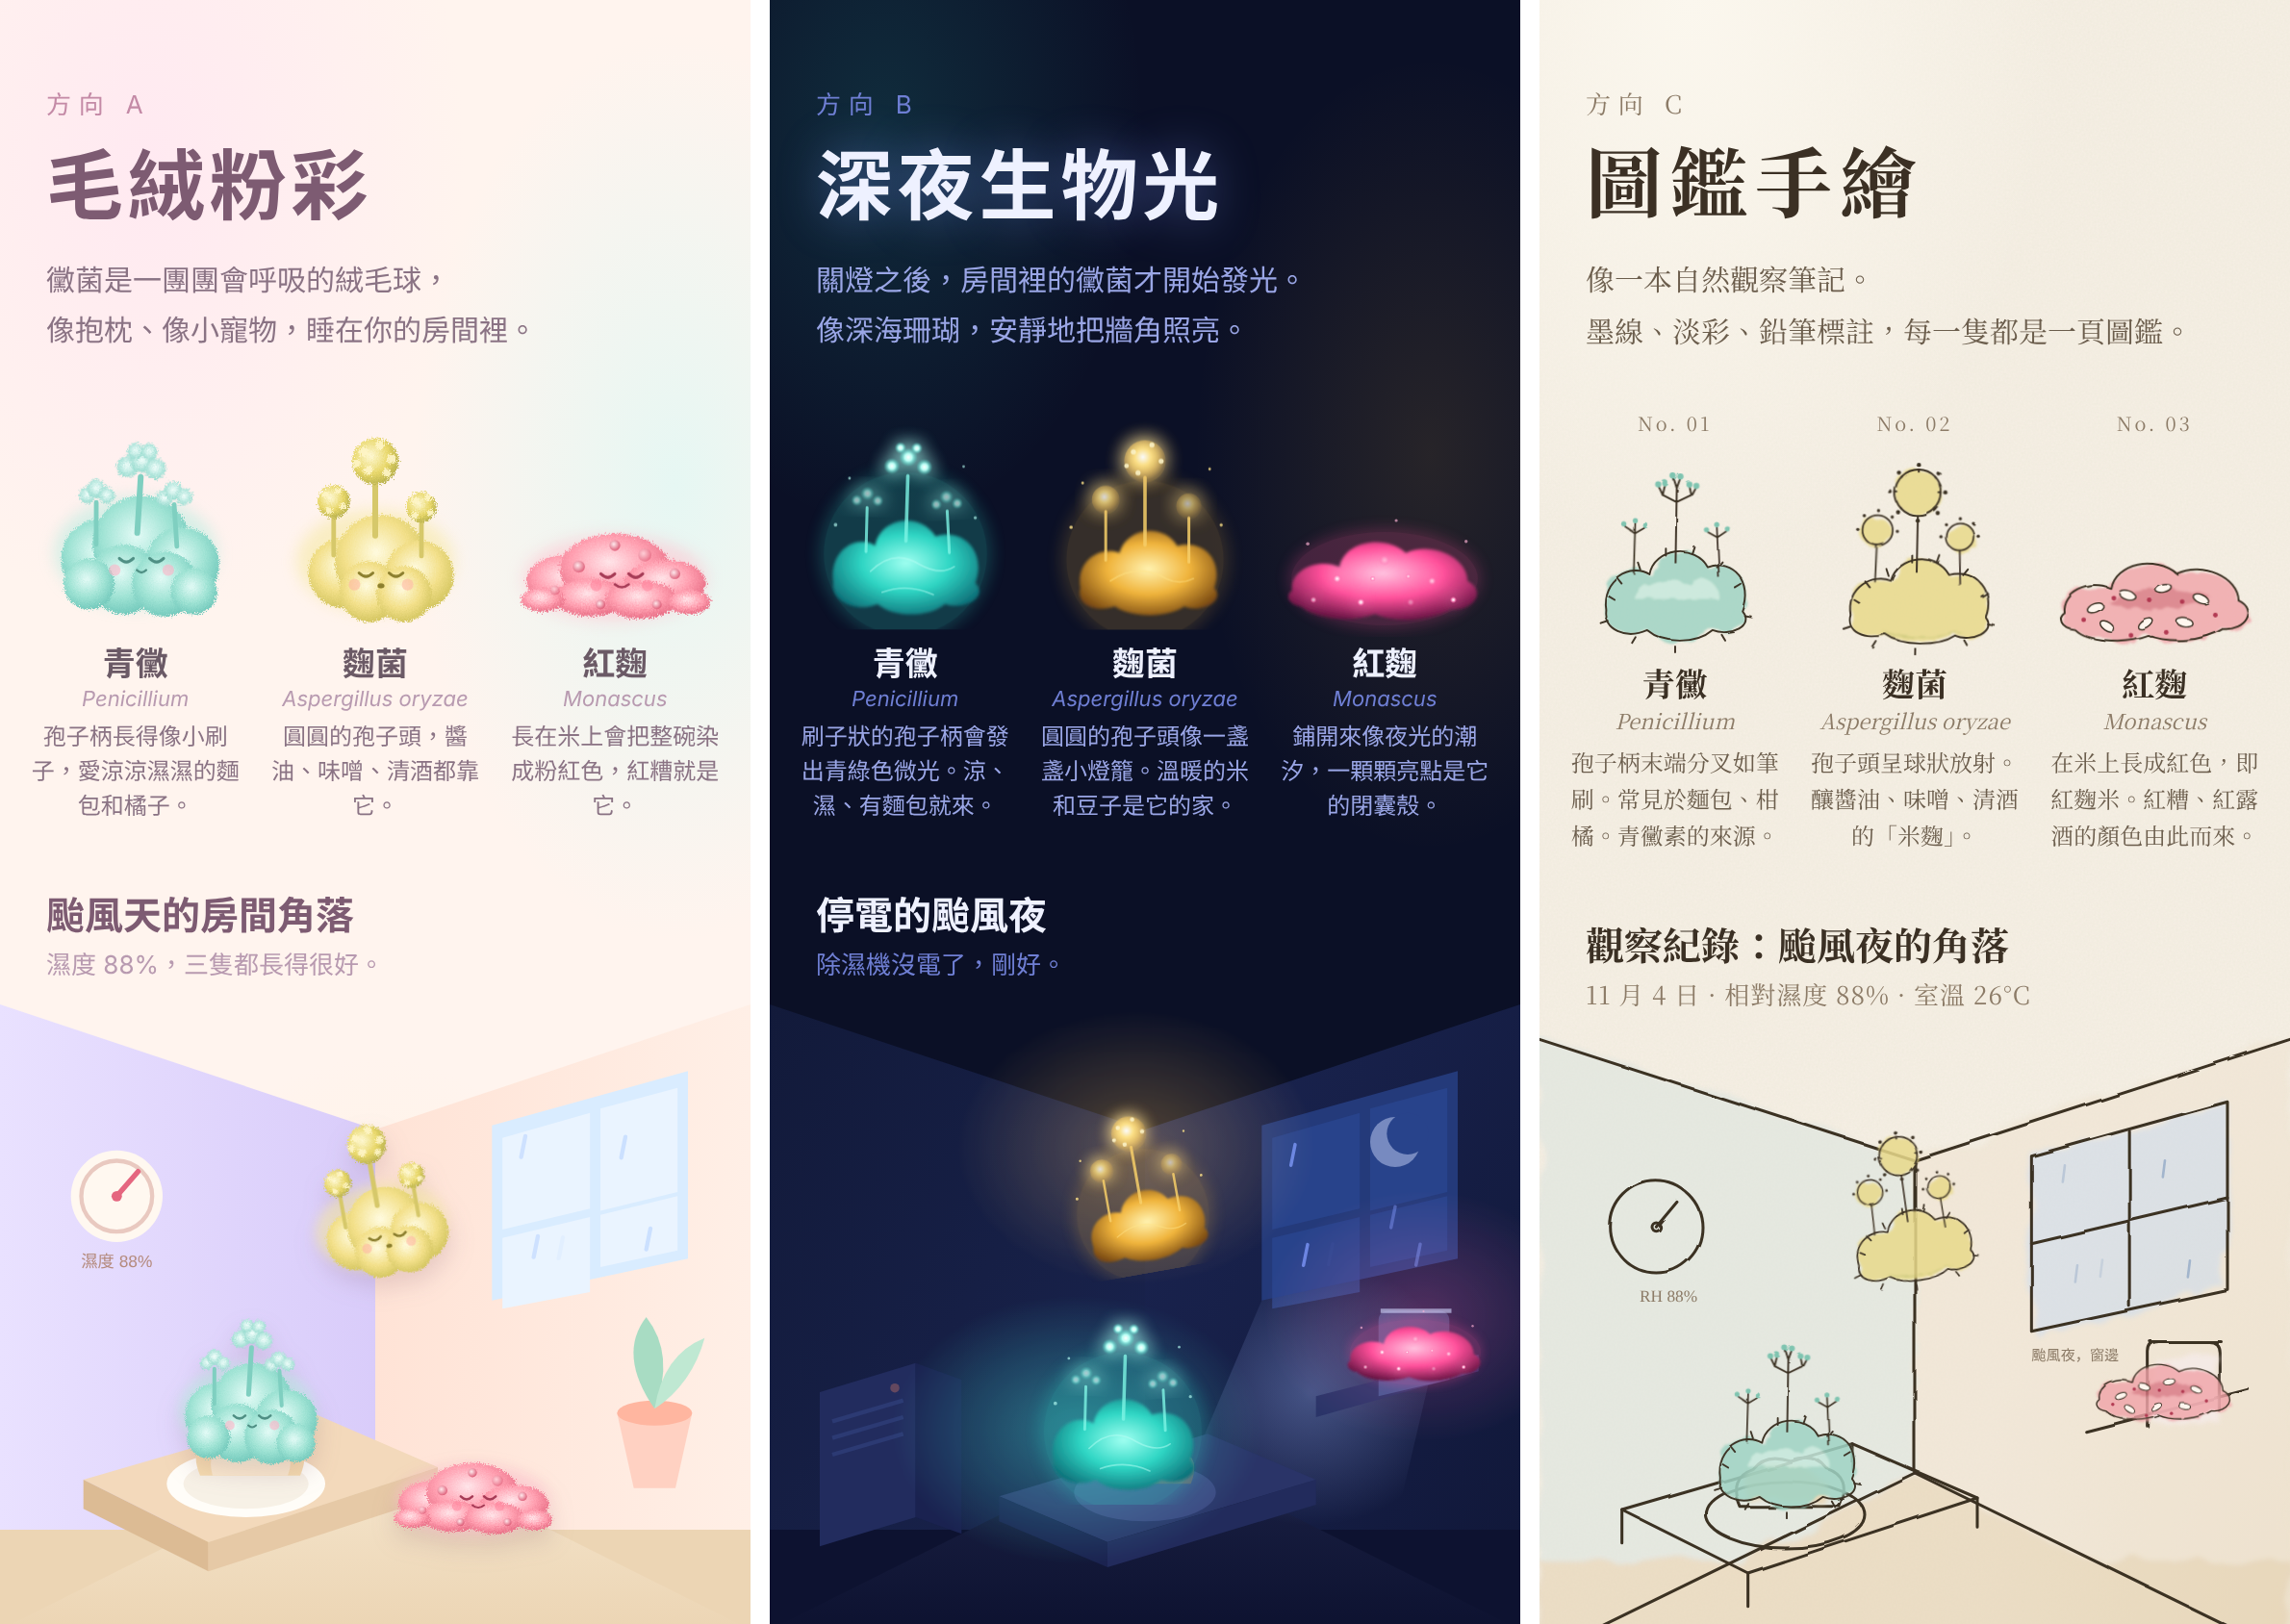 方向 A
毛絨粉彩
黴菌是一團團會呼吸的絨毛球，
像抱枕、像小寵物，睡在你的房間裡。
青黴
Penicillium
孢子柄長得像小刷
子，愛涼涼濕濕的麵
包和橘子。
麴菌
Aspergillus oryzae
圓圓的孢子頭，醬
油、味噌、清酒都靠
它。
紅麴
Monascus
長在米上會把整碗染
成粉紅色，紅糟就是
它。
颱風天的房間角落
濕度 88%，三隻都長得很好。
濕度 88%
方向 B
深夜生物光
關燈之後，房間裡的黴菌才開始發光。
像深海珊瑚，安靜地把牆角照亮。
青黴
Penicillium
刷子狀的孢子柄會發
出青綠色微光。涼、
濕、有麵包就來。
麴菌
Aspergillus oryzae
圓圓的孢子頭像一盞
盞小燈籠。溫暖的米
和豆子是它的家。
紅麴
Monascus
鋪開來像夜光的潮
汐，一顆顆亮點是它
的閉囊殼。
停電的颱風夜
除濕機沒電了，剛好。
方向 C
圖鑑手繪
像一本自然觀察筆記。
墨線、淡彩、鉛筆標註，每一隻都是一頁圖鑑。
No. 01
青黴
Penicillium
孢子柄末端分叉如筆
刷。常見於麵包、柑
橘。青黴素的來源。
No. 02
麴菌
Aspergillus oryzae
孢子頭呈球狀放射。
釀醬油、味噌、清酒
的「米麴」。
No. 03
紅麴
Monascus
在米上長成紅色，即
紅麴米。紅糟、紅露
酒的顏色由此而來。
觀察紀錄：颱風夜的角落
11 月 4 日 · 相對濕度 88% · 室溫 26°C
RH 88%
颱風夜，窗邊